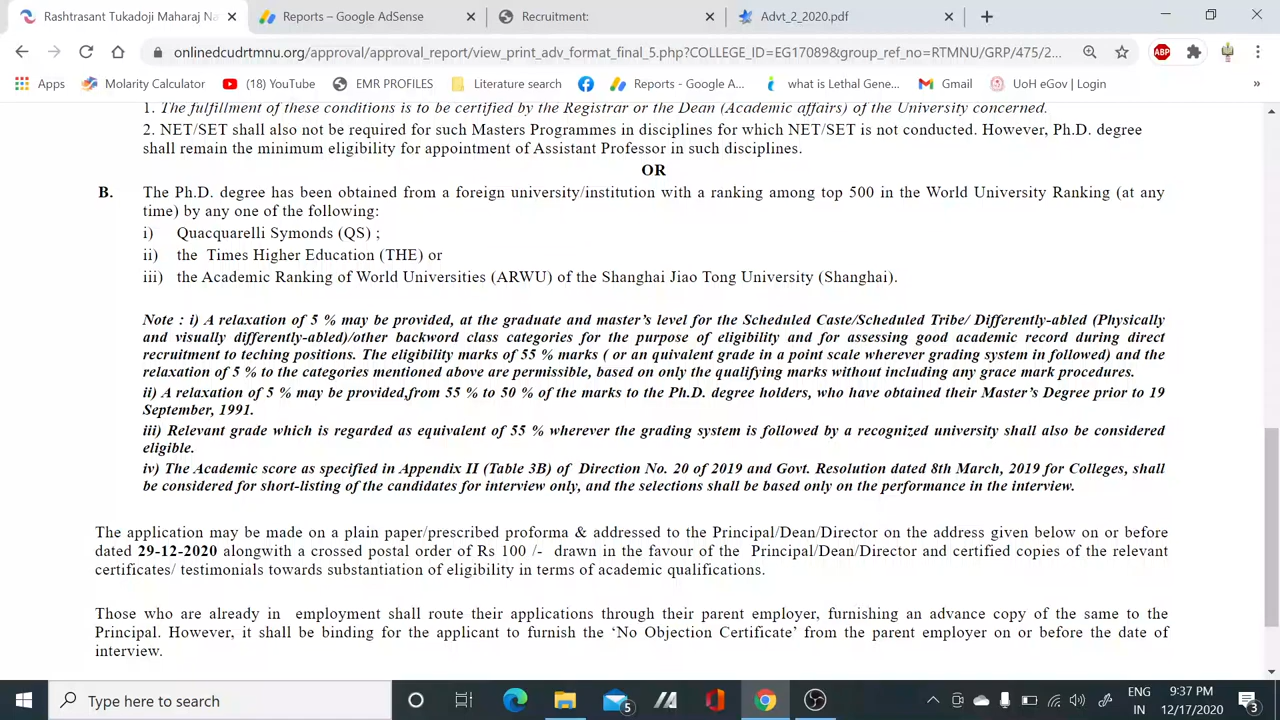 Rashtrasant Tukadoji Maharaj Na
Reports – Google AdSense
Recruitment:
Advt_2_2020.pdf
onlinedcudrtmnu.org/approval/approval_report/view_print_adv_format_final_5.php?COLLEGE_ID=EG17089&group_ref_no=RTMNU/GRP/475/2...
ABP
Apps
Molarity Calculator
(18) YouTube
EMR PROFILES
Literature search
Reports - Google A...
what is Lethal Gene...
Gmail
UoH eGov | Login
»
1. The fulfillment of these conditions is to be certified by the Registrar or the Dean (Academic affairs) of the University concerned.
2. NET/SET shall also not be required for such Masters Programmes in disciplines for which NET/SET is not conducted. However, Ph.D. degree
shall remain the minimum eligibility for appointment of Assistant Professor in such disciplines.
OR
B. The Ph.D. degree has been obtained from a foreign university/institution with a ranking among top 500 in the World University Ranking (at any
time) by any one of the following:
i) Quacquarelli Symonds (QS) ;
ii) the Times Higher Education (THE) or
iii) the Academic Ranking of World Universities (ARWU) of the Shanghai Jiao Tong University (Shanghai).
Note : i) A relaxation of 5 % may be provided, at the graduate and master's level for the Scheduled Caste/Scheduled Tribe/ Differently-abled (Physically
and visually differently-abled)/other backword class categories for the purpose of eligibility and for assessing good academic record during direct
recruitment to teching positions. The eligibility marks of 55 % marks ( or an quivalent grade in a point scale wherever grading system in followed) and the
relaxation of 5 % to the categories mentioned above are permissible, based on only the qualifying marks without including any grace mark procedures.
ii) A relaxation of 5 % may be provided,from 55 % to 50 % of the marks to the Ph.D. degree holders, who have obtained their Master's Degree prior to 19
September, 1991.
iii) Relevant grade which is regarded as equivalent of 55 % wherever the grading system is followed by a recognized university shall also be considered
eligible.
iv) The Academic score as specified in Appendix II (Table 3B) of Direction No. 20 of 2019 and Govt. Resolution dated 8th March, 2019 for Colleges, shall
be considered for short-listing of the candidates for interview only, and the selections shall be based only on the performance in the interview.
The application may be made on a plain paper/prescribed proforma & addressed to the Principal/Dean/Director on the address given below on or before
dated 29-12-2020 alongwith a crossed postal order of Rs 100 /- drawn in the favour of the Principal/Dean/Director and certified copies of the relevant
certificates/ testimonials towards substantiation of eligibility in terms of academic qualifications.
Those who are already in employment shall route their applications through their parent employer, furnishing an advance copy of the same to the
Principal. However, it shall be binding for the applicant to furnish the 'No Objection Certificate' from the parent employer on or before the date of
interview.
Type here to search
5
ENG
IN
9:37 PM
12/17/2020
3